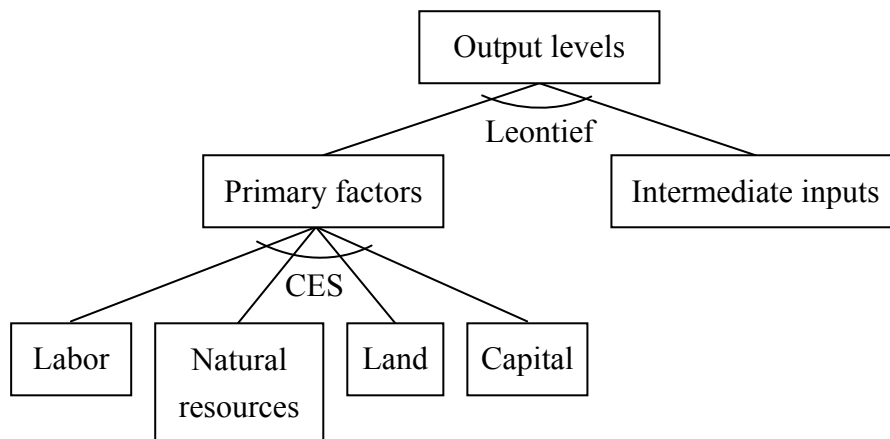 Output levels
Leontief
Primary factors
Intermediate inputs
CES
Labor
Natural
resources
Land
Capital